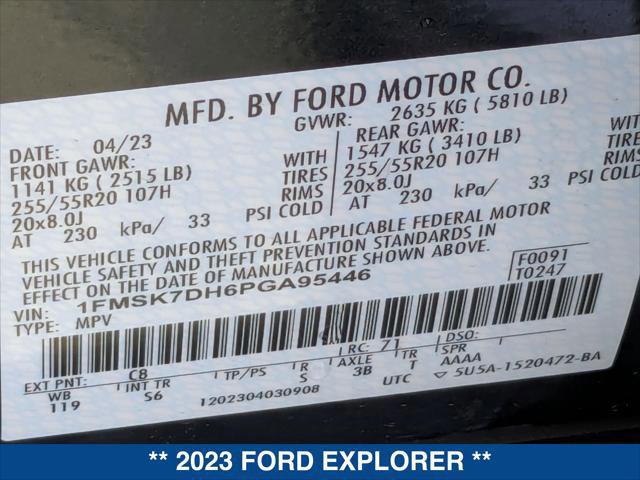 MFD. BY FORD MOTOR CO.
DATE: 04/23 GVWR: 2635 KG ( 5810 LB)
FRONT GAWR: REAR GAWR:
1141 KG ( 2515 LB) WITH 1547 KG ( 3410 LB) WITH
255/55R20 107H TIRES 255/55R20 107H TIRES
20x8.0J RIMS 20x8.0J RIMS
AT 230 kPa/ 33 PSI COLD AT 230 kPa/ 33 PSI COLD
THIS VEHICLE CONFORMS TO ALL APPLICABLE FEDERAL MOTOR
VEHICLE SAFETY AND THEFT PREVENTION STANDARDS IN
EFFECT ON THE DATE OF MANUFACTURE SHOWN ABOVE.
VIN: 1FMSK7DH6PGA95446 F0091
TYPE: MPV T0247
EXT PNT: C8 RC: 71 DSO:
WB INT TR TP/PS R AXLE TR SPR
119 S6 S 3B T AAAA
1202304030908 UTC ▽ 5U5A-1520472-BA
** 2023 FORD EXPLORER **